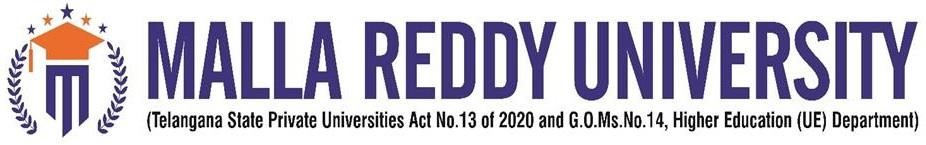 MALLA REDDY UNIVERSITY
(Telangana State Private Universities Act No.13 of 2020 and G.O.Ms.No.14, Higher Education (UE) Department)